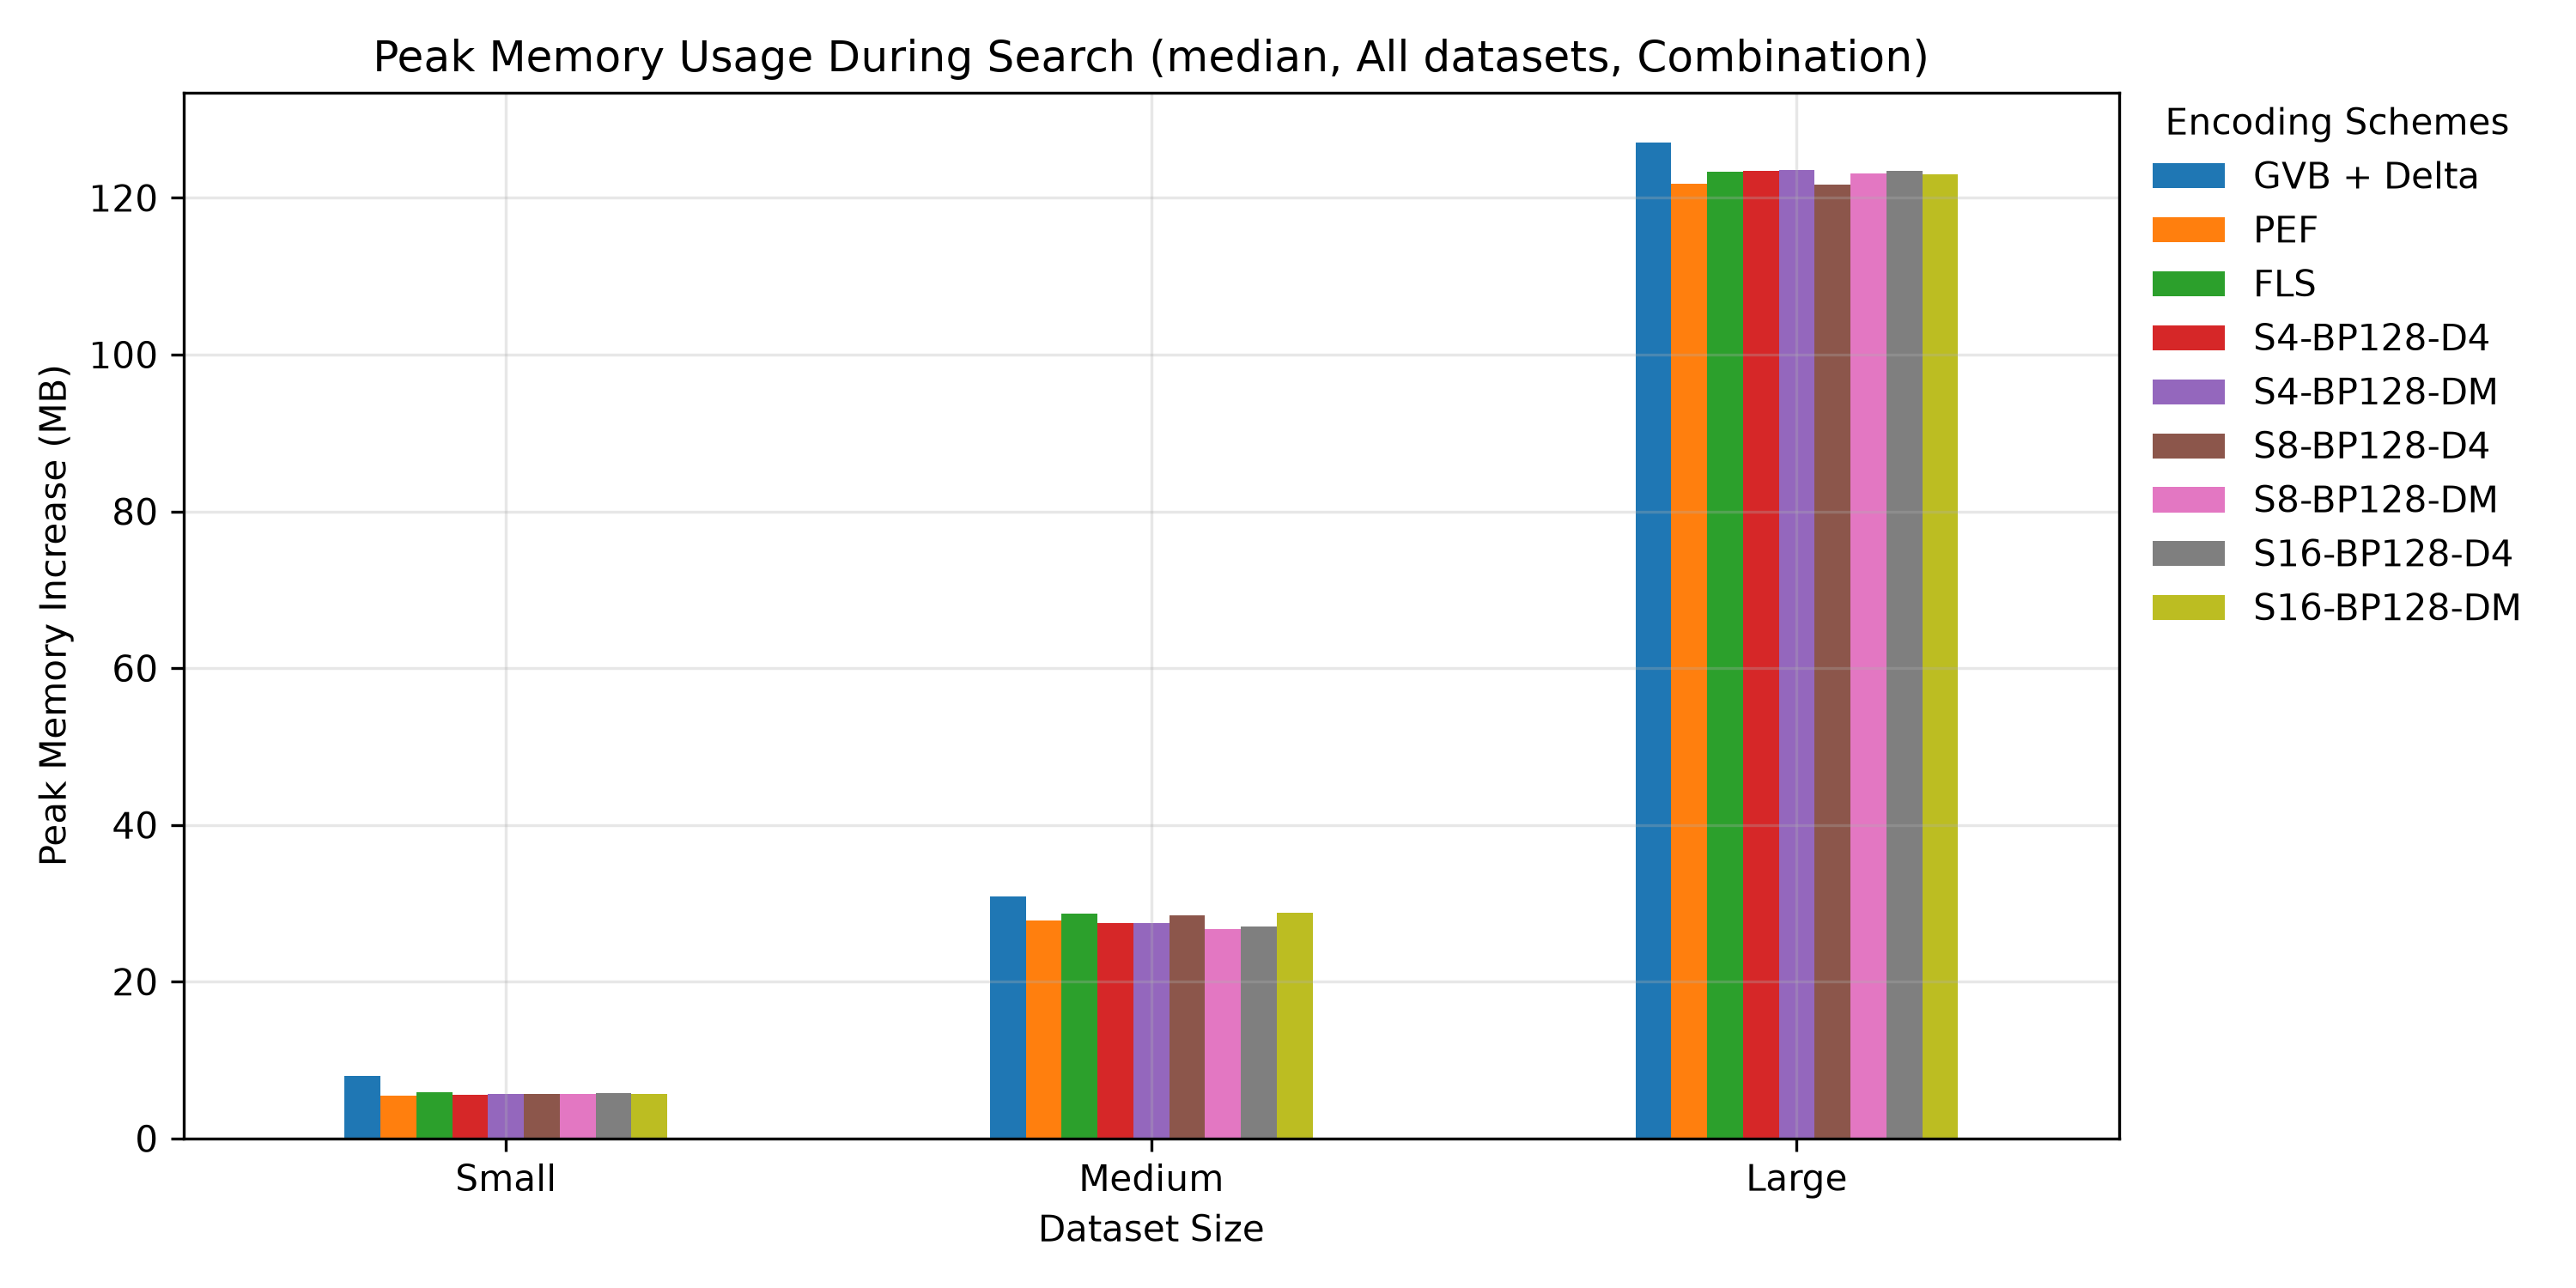 Peak Memory Usage During Search (median, All datasets, Combination)
Peak Memory Increase (MB)
120
100
80
60
40
20
0
Small
Medium
Large
Dataset Size
Encoding Schemes
GVB + Delta
PEF
FLS
S4-BP128-D4
S4-BP128-DM
S8-BP128-D4
S8-BP128-DM
S16-BP128-D4
S16-BP128-DM